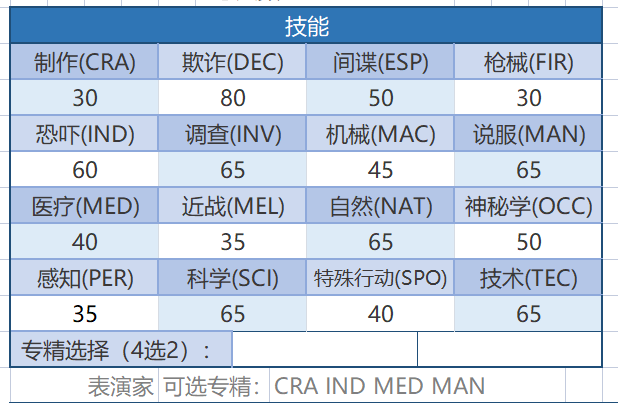 技能
制作(CRA) 欺诈(DEC) 间谍(ESP) 枪械(FIR)
30 80 50 30
恐吓(IND) 调查(INV) 机械(MAC) 说服(MAN)
60 65 45 65
医疗(MED) 近战(MEL) 自然(NAT) 神秘学(OCC)
40 35 65 50
感知(PER) 科学(SCI) 特殊行动(SPO) 技术(TEC)
35 65 40 65
专精选择（4选2）：
表演家 可选专精： CRA IND MED MAN